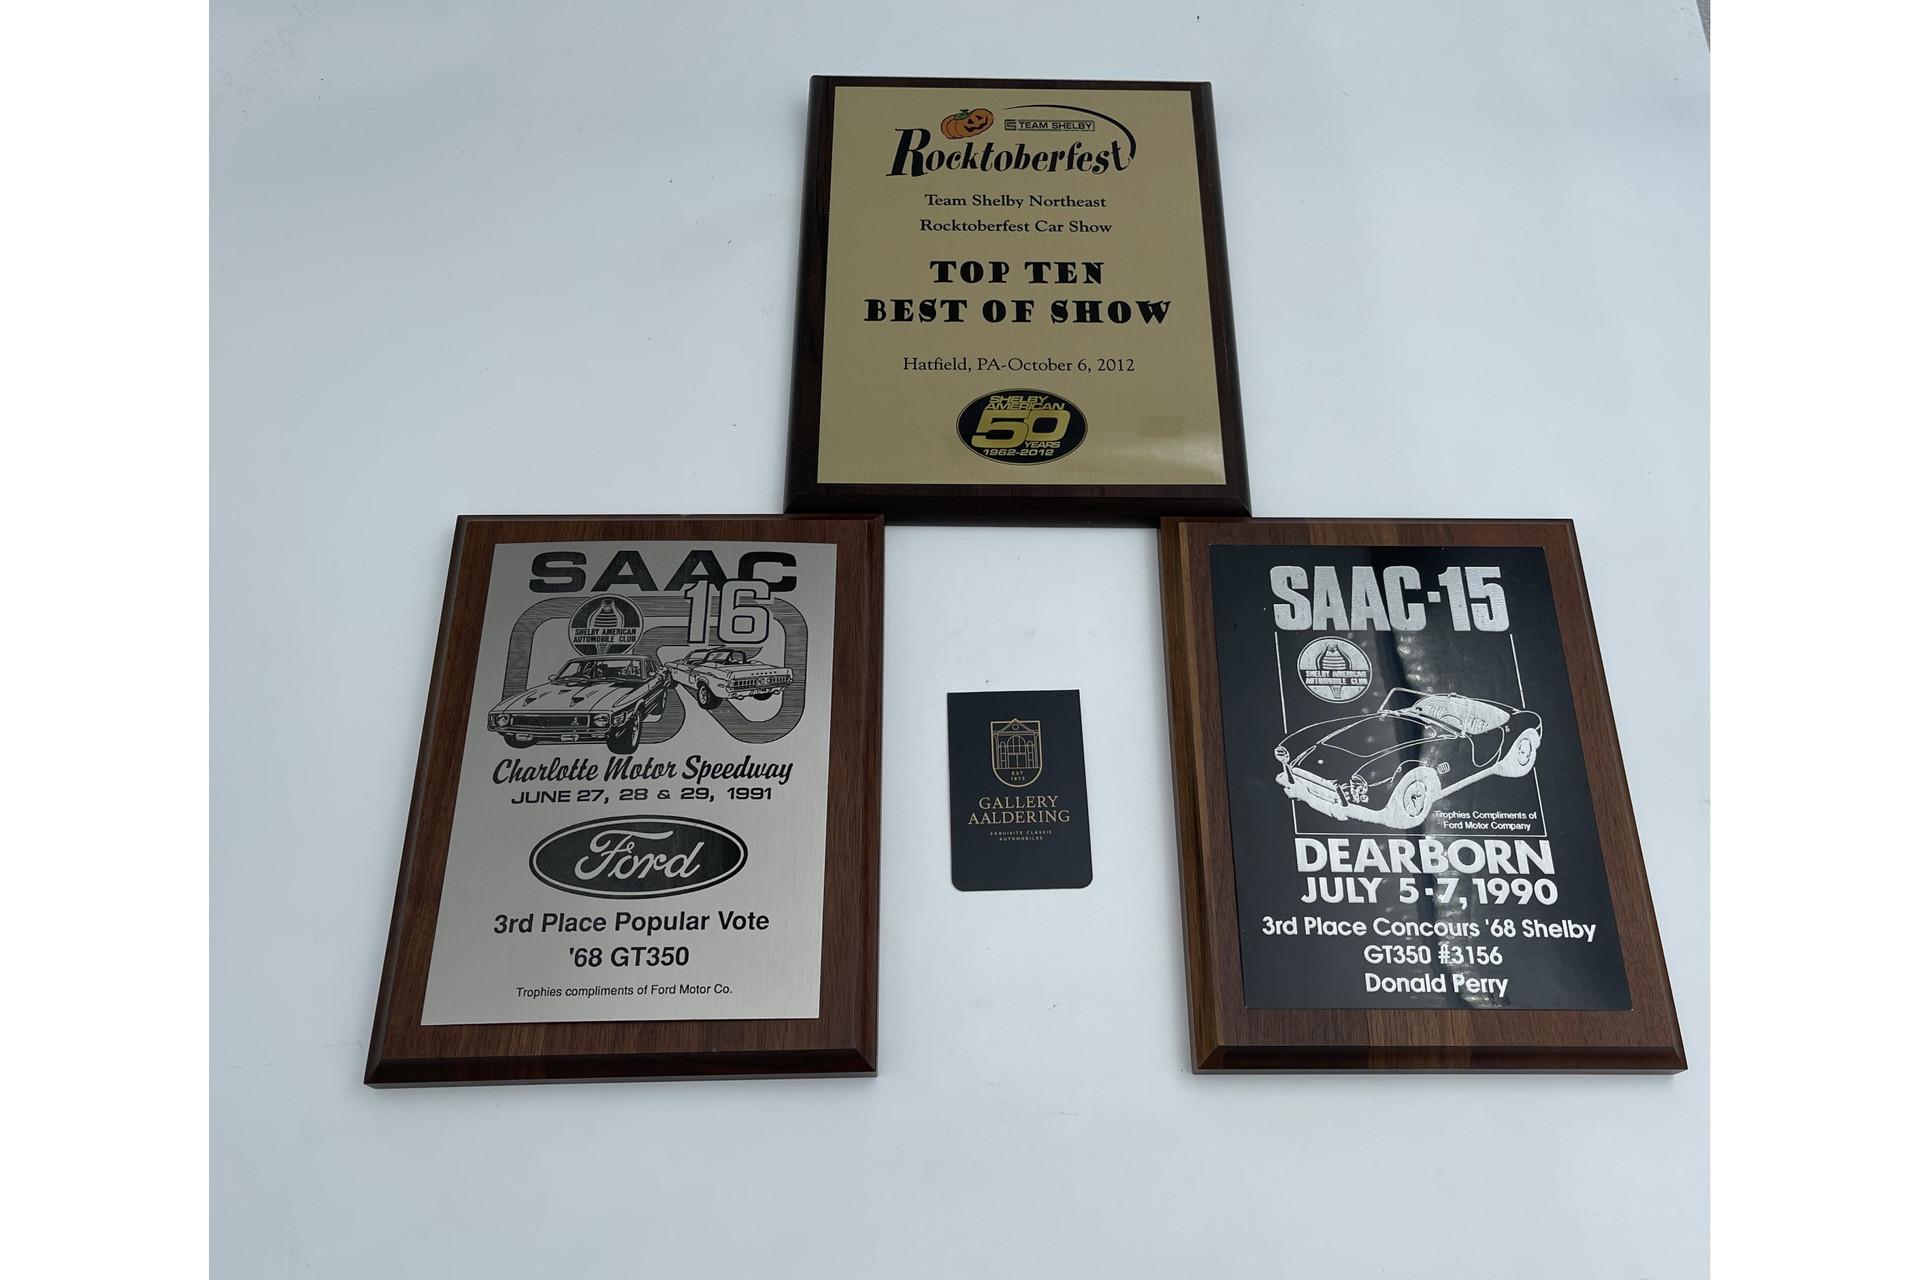 TEAM SHELBY
Rocktoberfest
Team Shelby Northeast
Rocktoberfest Car Show
TOP TEN
BEST OF SHOW
Hatfield, PA-October 6, 2012
SHELBY
AMERICAN
50
YEARS
1962-2012
SAAC
16
SHELBY AMERICAN
AUTOMOBILE CLUB
Charlotte Motor Speedway
JUNE 27, 28 & 29, 1991
Ford
3rd Place Popular Vote
'68 GT350
Trophies compliments of Ford Motor Co.
EST
1975
GALLERY
AALDERING
EXQUISITE CLASSIC
AUTOMOBILES
SAAC-15
SHELBY AMERICAN
AUTOMOBILE CLUB
Trophies Compliments of
Ford Motor Company
DEARBORN
JULY 5-7, 1990
3rd Place Concours '68 Shelby
GT350 #3156
Donald Perry